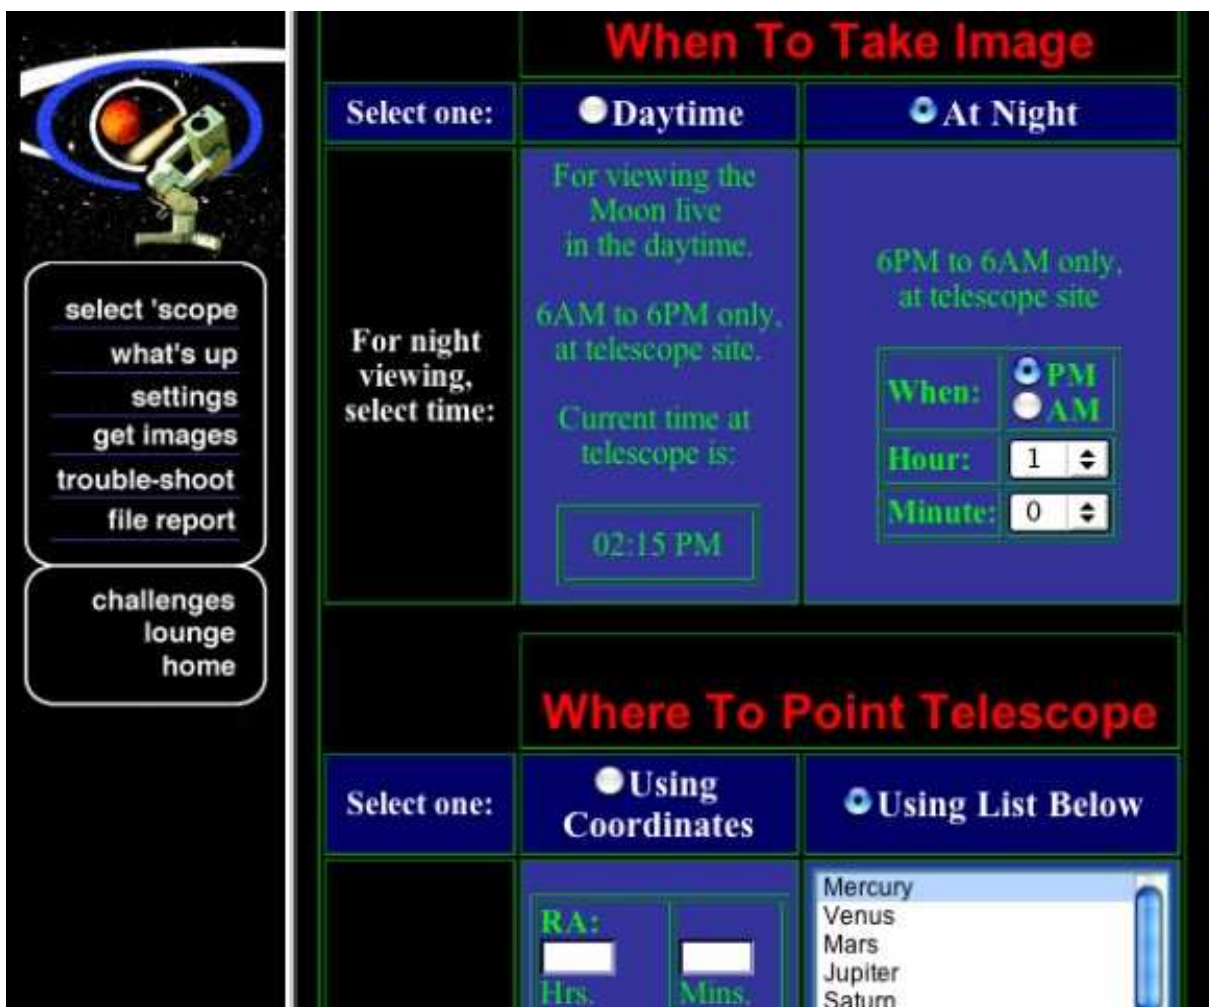 When To Take Image
Select one:
Daytime
At Night
For night
viewing,
select time:
For viewing the
Moon live
in the daytime.
6AM to 6PM only,
at telescope site.
Current time at
telescope is:
02:15 PM
6PM to 6AM only,
at telescope site
When:
PM
AM
Hour:
1
Minute:
0
select 'scope
what's up
settings
get images
trouble-shoot
file report
challenges
lounge
home
Where To Point Telescope
Select one:
Using
Coordinates
Using List Below
RA:
Hrs.
Mins.
Mercury
Venus
Mars
Jupiter
Saturn